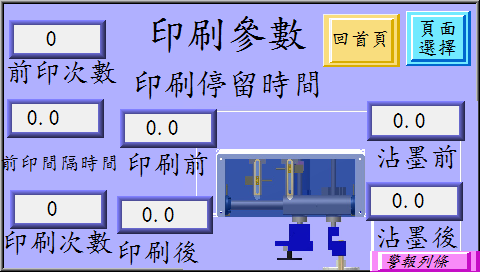 0
印刷參數
回首頁
頁面
選擇
前印次數
印刷停留時間
0.0
0.0
0.0
前印間隔時間
印刷前
沾墨前
0
0.0
0.0
印刷次數
印刷後
沾墨後
警報列條